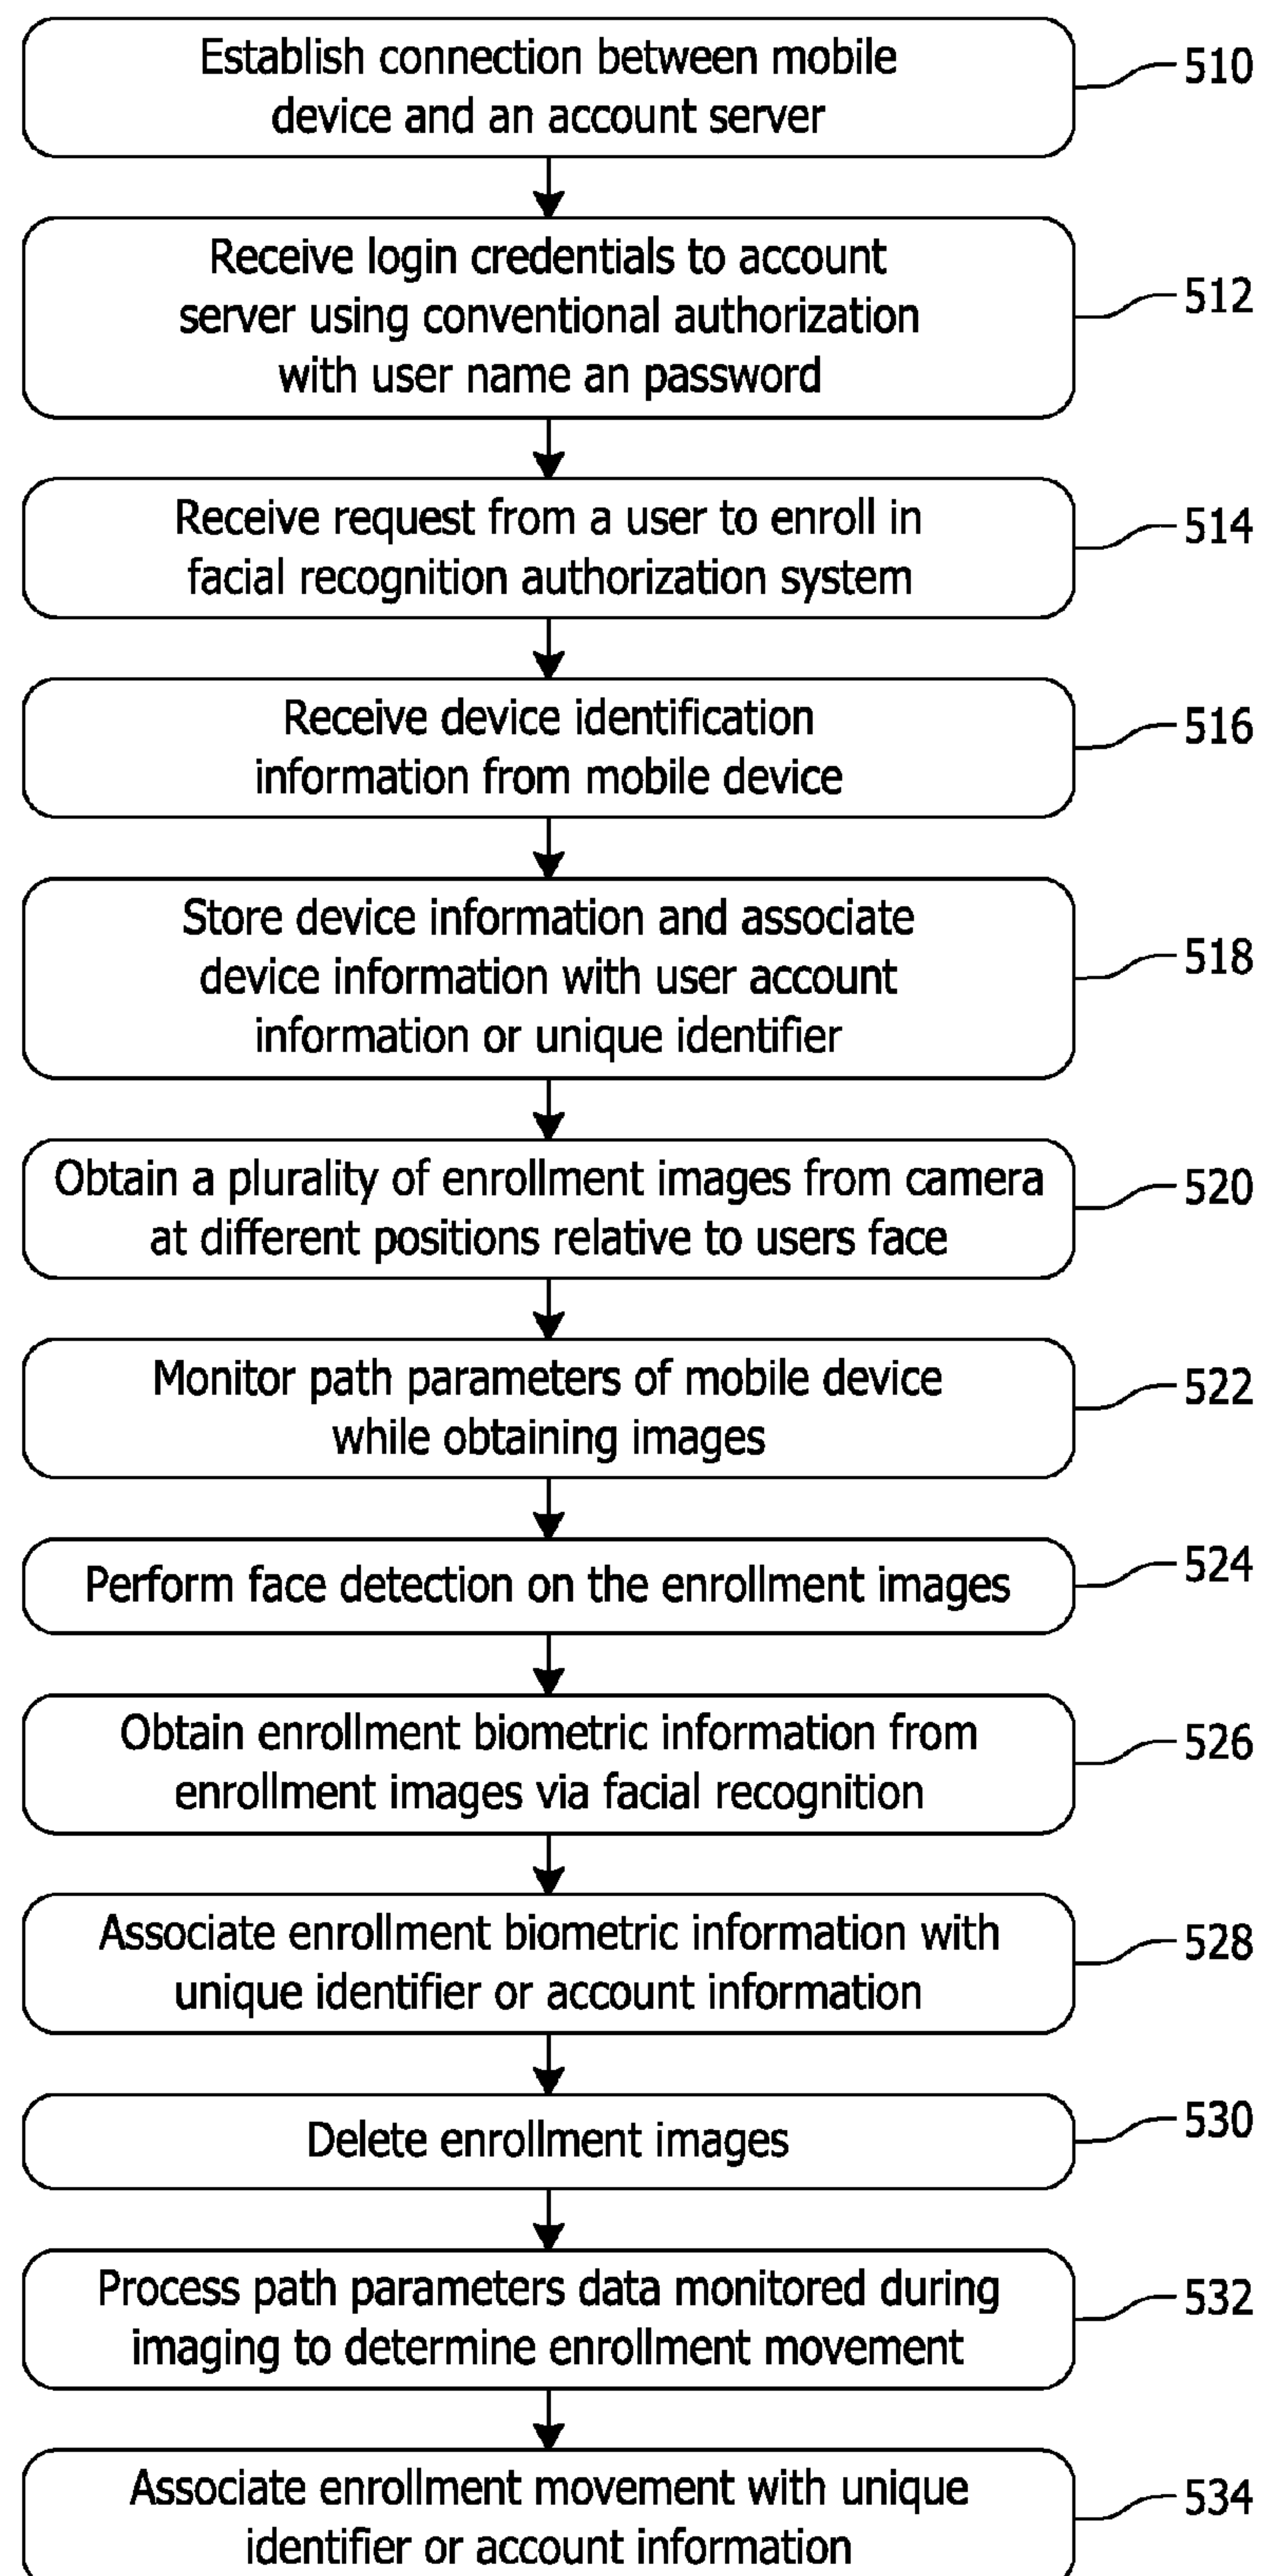 Establish connection between mobile
device and an account server
510
Receive login credentials to account
server using conventional authorization
with user name an password
512
Receive request from a user to enroll in
facial recognition authorization system
514
Receive device identification
information from mobile device
516
Store device information and associate
device information with user account
information or unique identifier
518
Obtain a plurality of enrollment images from camera
at different positions relative to users face
520
Monitor path parameters of mobile device
while obtaining images
522
Perform face detection on the enrollment images
524
Obtain enrollment biometric information from
enrollment images via facial recognition
526
Associate enrollment biometric information with
unique identifier or account information
528
Delete enrollment images
530
Process path parameters data monitored during
imaging to determine enrollment movement
532
Associate enrollment movement with unique
identifier or account information
534